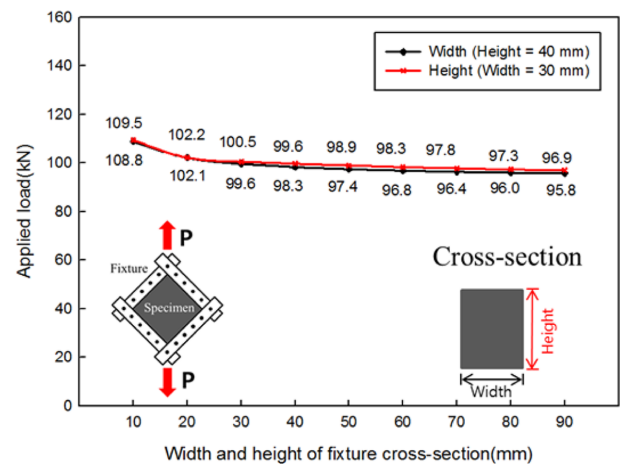 160
140
120
100
80
60
40
20
0
Applied load(kN)
Width (Height = 40 mm)
Height (Width = 30 mm)
109.5 102.2 100.5 99.6 98.9 98.3 97.8 97.3 96.9
108.8 102.1 99.6 98.3 97.4 96.8 96.4 96.0 95.8
P
Fixture
Specimen
P
Cross-section
Height
Width
10 20 30 40 50 60 70 80 90
Width and height of fixture cross-section(mm)